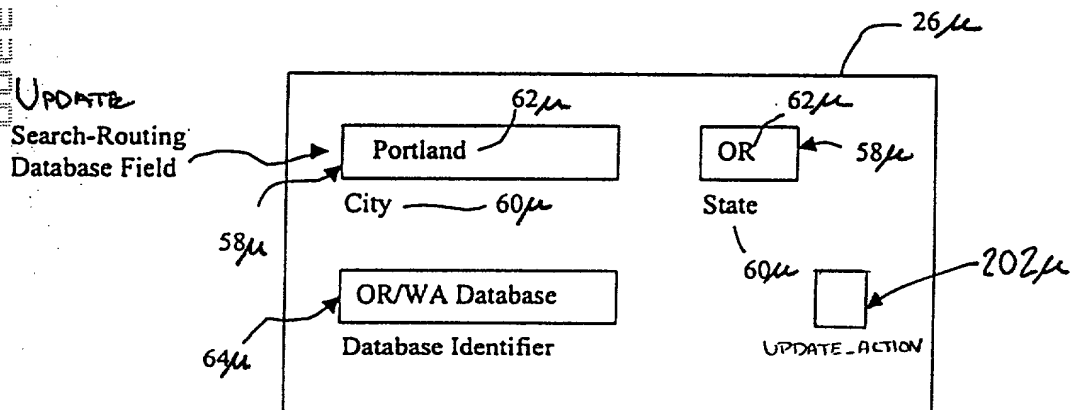 26µ
UPDATE
Search-Routing
Database Field
62µ
62µ
Portland
OR
58µ
City
60µ
State
58µ
60µ
202µ
OR/WA Database
64µ
Database Identifier
UPDATE_ACTION